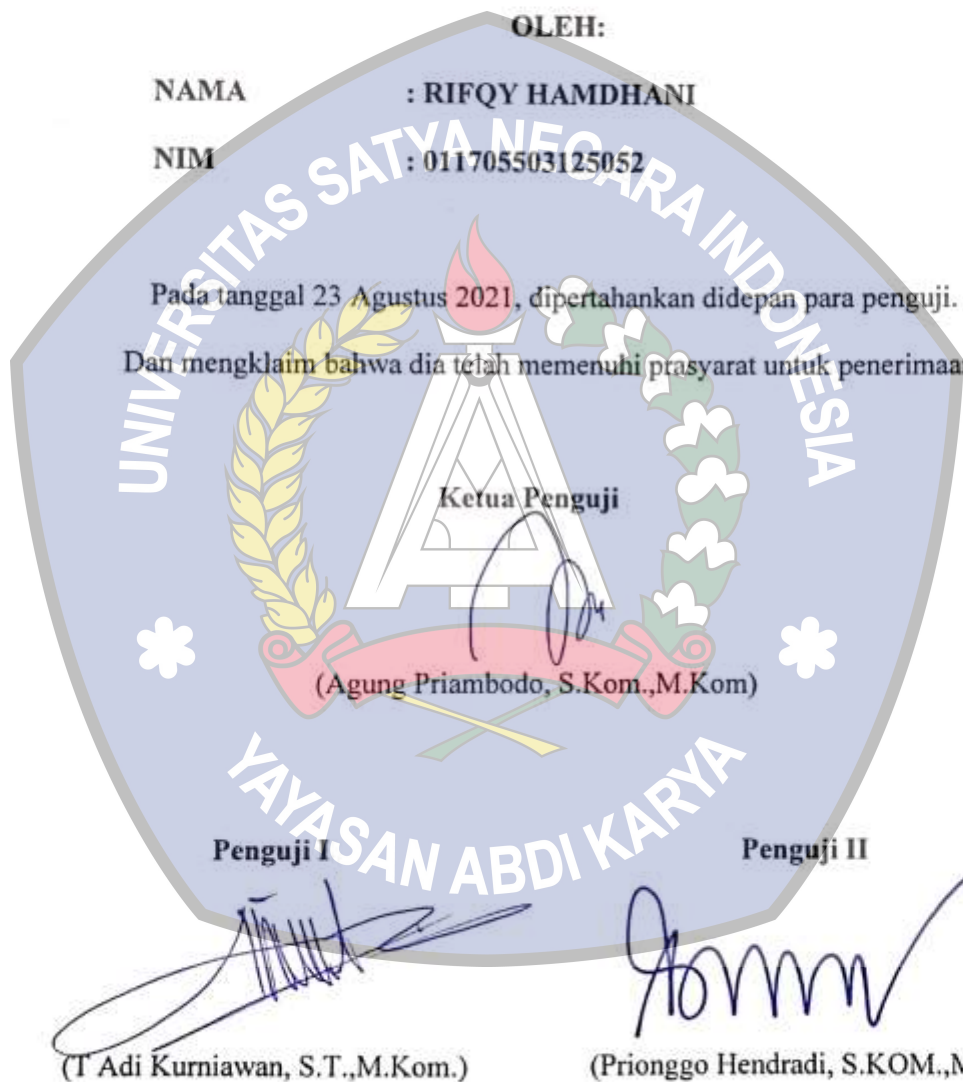 OLEH:
NAMA : RIFQY HAMDHANI
NIM : 011705503125052
UNIVERSITAS SATYA NEGARA INDONESIA
Pada tanggal 23 Agustus 2021, dipertahankan didepan para penguji.
Dan mengklaim bahwa dia telah memenuhi prasyarat untuk
Ketua Penguji
(Agung Priambodo, S.Kom.,M.Kom)
YAYASAN ABDI KARYA
Penguji I Penguji II
(T Adi Kurniawan, S.T.,M.Kom.) (Prionggo Hendradi, S.KOM.,